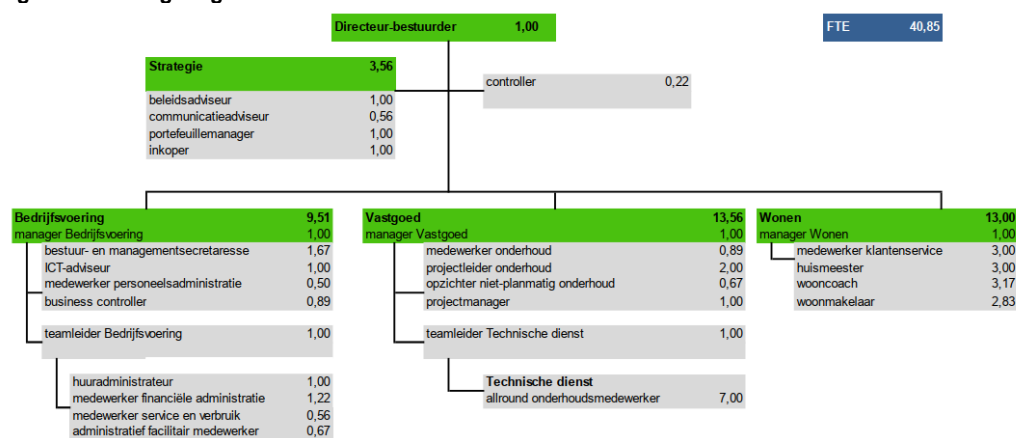 Directeur-bestuurder 1,00
FTE 40,85
Strategie 3,56
beleidsadviseur 1,00
communicatieadviseur 0,56
portefeuillemanager 1,00
inkoper 1,00
controller 0,22
Bedrijfsvoering 9,51
manager Bedrijfsvoering 1,00
bestuur- en managementsecretaresse 1,67
ICT-adviseur 1,00
medewerker personeelsadministratie 0,50
business controller 0,89
teamleider Bedrijfsvoering 1,00
huuradministrateur 1,00
medewerker financiële administratie 1,22
medewerker service en verbruik 0,56
administratief facilitair medewerker 0,67
Vastgoed 13,56
manager Vastgoed 1,00
medewerker onderhoud 0,89
projectleider onderhoud 2,00
opzichter niet-planmatig onderhoud 0,67
projectmanager 1,00
teamleider Technische dienst 1,00
Technische dienst
allround onderhoudsmedewerker 7,00
Wonen 13,00
manager Wonen 1,00
medewerker klantenservice 3,00
huismeester 3,00
wooncoach 3,17
woonmakelaar 2,83